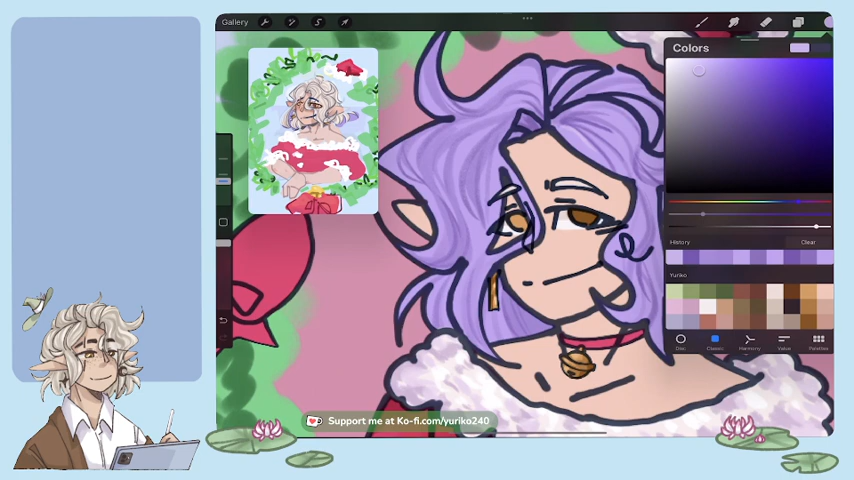 Gallery
Colors
History
Clear
Yuriko
Disc
Classic
Harmony
Value
Palettes
Support me at Ko-fi.com/yuriko240